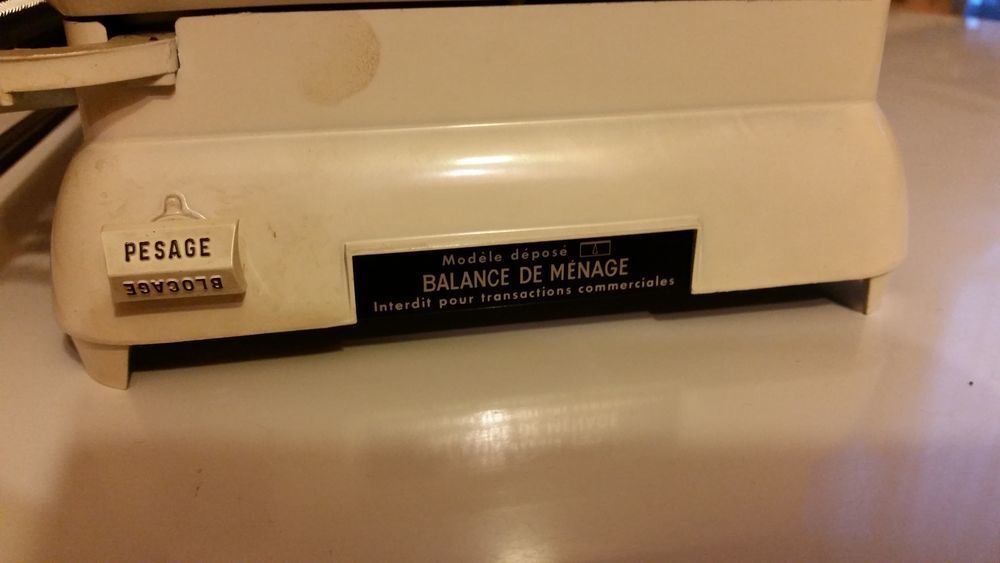 PESAGE
BLOCAGE
Modèle déposé
BALANCE DE MÉNAGE
Interdit pour transactions commerciales